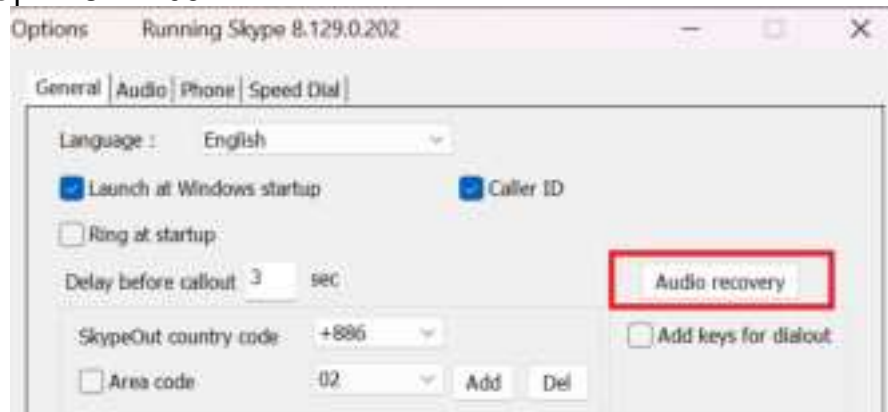 Options Running Skype 8.129.0.202
General Audio Phone Speed Dial
Language : English
Launch at Windows startup Caller ID
Ring at startup
Delay before callout 3 sec
Audio recovery
SkypeOut country code +886
Add keys for dialout
Area code 02 Add Del